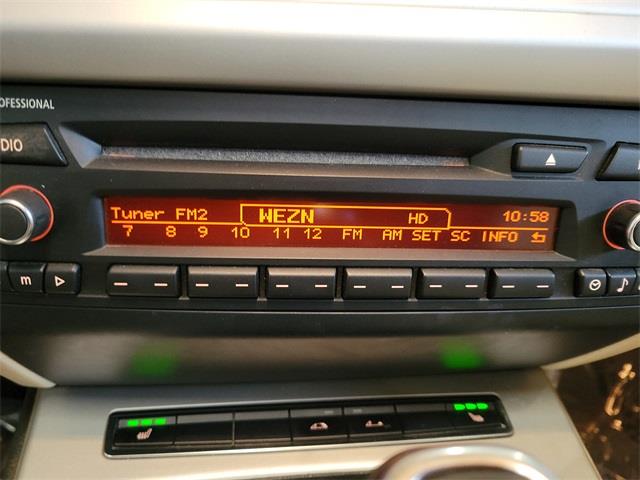 OFESSIONAL
DIO
Tuner FM2 WEZN HD 10:58
7 8 9 10 11 12 FM AM SET SC INFO
m